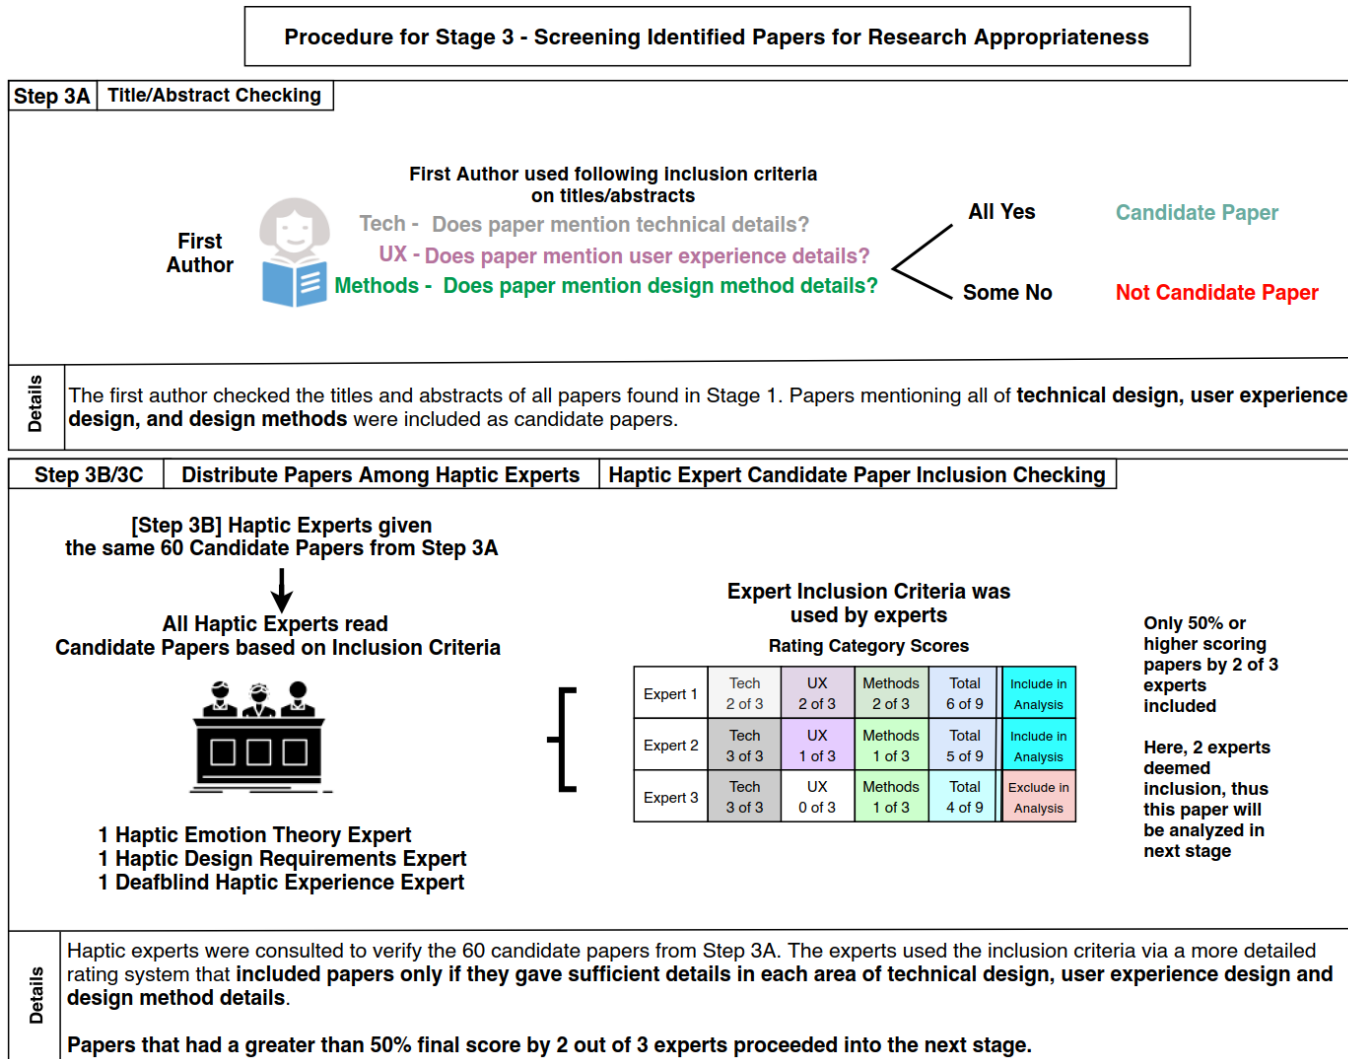 Procedure for Stage 3 - Screening Identified Papers for Research Appropriateness
Step 3A
Title/Abstract Checking
First Author used following inclusion criteria
on titles/abstracts
First
Author
Tech - Does paper mention technical details?
UX - Does paper mention user experience details?
Methods - Does paper mention design method details?
All Yes
Candidate Paper
Some No
Not Candidate Paper
Details
The first author checked the titles and abstracts of all papers found in Stage 1. Papers mentioning all of technical design, user experience
design, and design methods were included as candidate papers.
Step 3B/3C
Distribute Papers Among Haptic Experts
Haptic Expert Candidate Paper Inclusion Checking
[Step 3B] Haptic Experts given
the same 60 Candidate Papers from Step 3A
All Haptic Experts read
Candidate Papers based on Inclusion Criteria
1 Haptic Emotion Theory Expert
1 Haptic Design Requirements Expert
1 Deafblind Haptic Experience Expert
Expert Inclusion Criteria was
used by experts
Rating Category Scores
Expert 1
Tech
2 of 3
UX
2 of 3
Methods
2 of 3
Total
6 of 9
Include in
Analysis
Expert 2
Tech
3 of 3
UX
1 of 3
Methods
1 of 3
Total
5 of 9
Include in
Analysis
Expert 3
Tech
3 of 3
UX
0 of 3
Methods
1 of 3
Total
4 of 9
Exclude in
Analysis
Only 50% or
higher scoring
papers by 2 of 3
experts
included
Here, 2 experts
deemed
inclusion, thus
this paper will
be analyzed in
next stage
Details
Haptic experts were consulted to verify the 60 candidate papers from Step 3A. The experts used the inclusion criteria via a more detailed
rating system that included papers only if they gave sufficient details in each area of technical design, user experience design and
design method details.
Papers that had a greater than 50% final score by 2 out of 3 experts proceeded into the next stage.